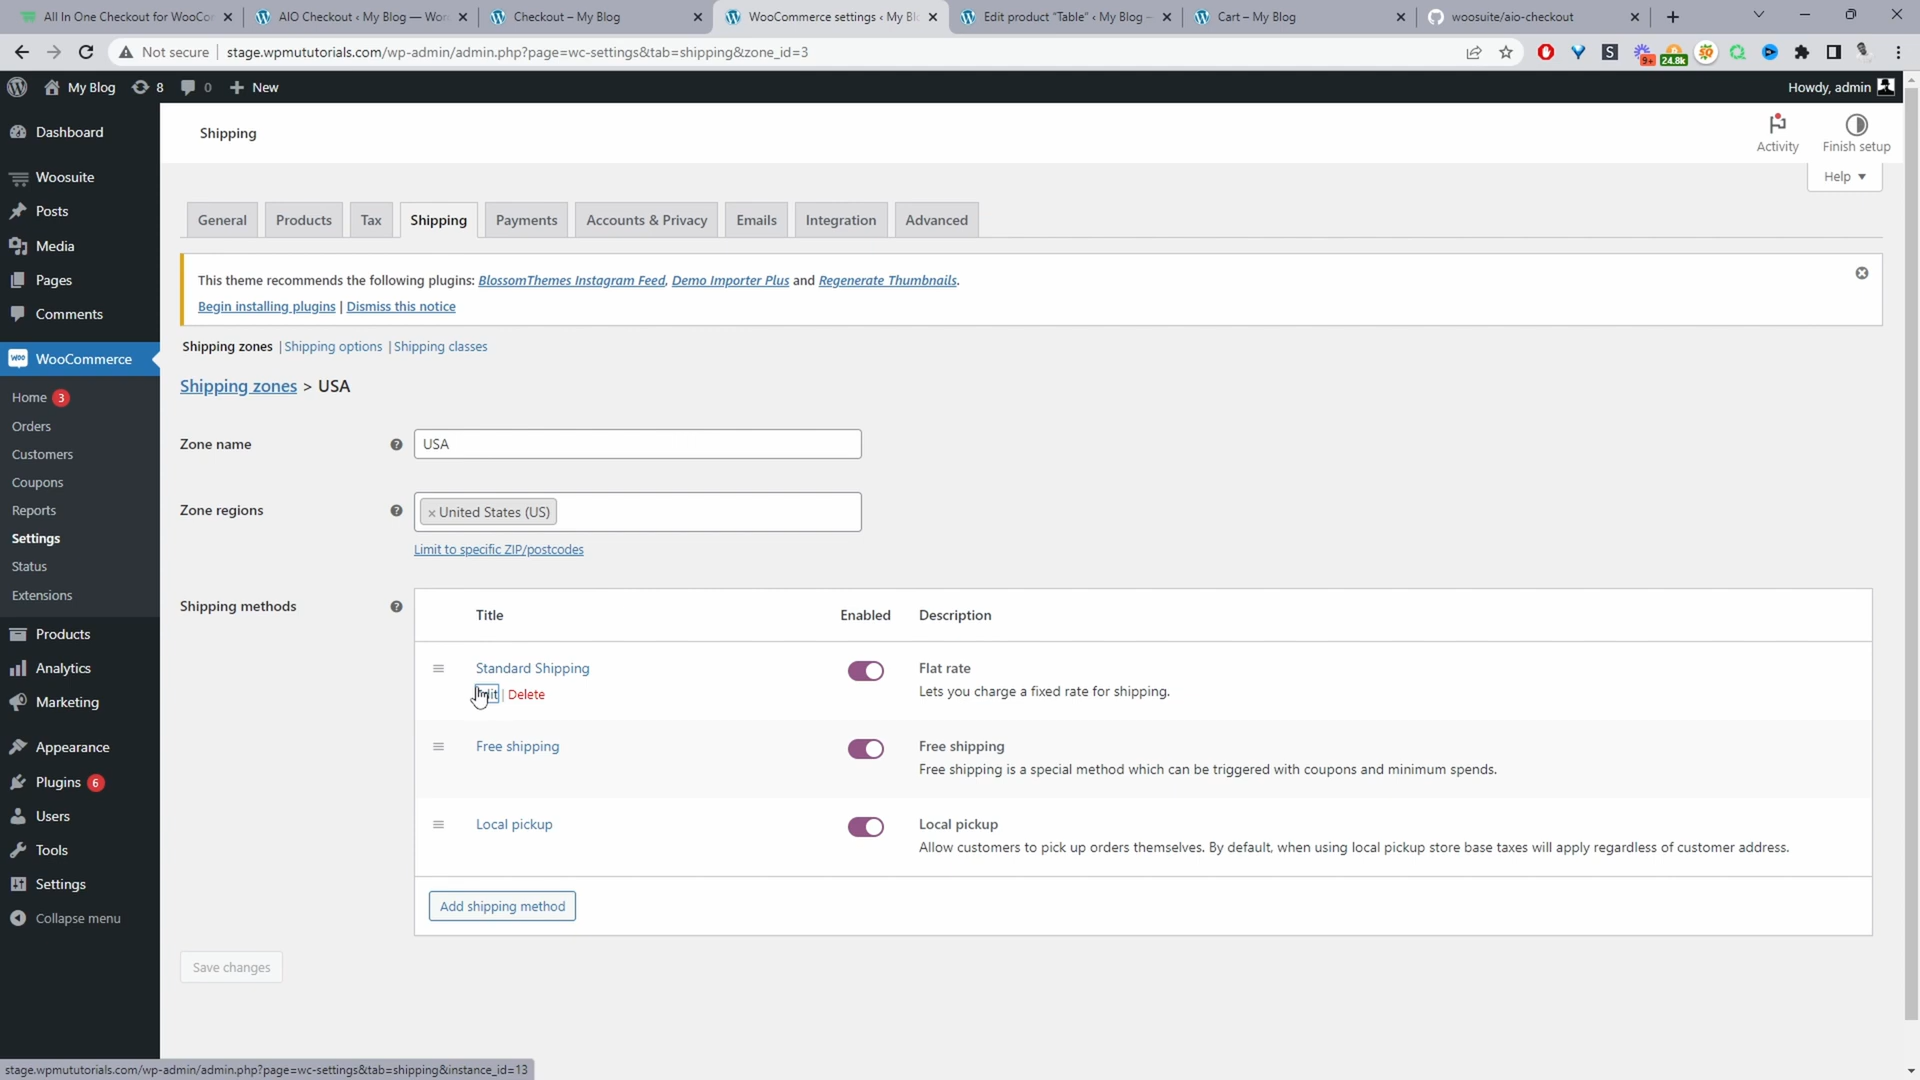 All In One Checkout for WooCo
AIO Checkout ‹ My Blog — Wor
Checkout – My Blog
WooCommerce settings ‹ My Bl
Edit product "Table" ‹ My Blog –
Cart – My Blog
woosuite/aio-checkout
Not secure
stage.wpmututorials.com/wp-admin/admin.php?page=wc-settings&tab=shipping&zone_id=3
9+
24.8k
My Blog
8
0
New
Howdy, admin
Dashboard
Woosuite
Posts
Media
Pages
Comments
WooCommerce
Home 3
Orders
Customers
Coupons
Reports
Settings
Status
Extensions
Products
Analytics
Marketing
Appearance
Plugins 6
Users
Tools
Settings
Collapse menu
Shipping
Activity
Finish setup
Help
General
Products
Tax
Shipping
Payments
Accounts & Privacy
Emails
Integration
Advanced
This theme recommends the following plugins: BlossomThemes Instagram Feed, Demo Importer Plus and Regenerate Thumbnails.
Begin installing plugins | Dismiss this notice
Shipping zones | Shipping options | Shipping classes
Shipping zones > USA
Zone name
USA
Zone regions
× United States (US)
Limit to specific ZIP/postcodes
Shipping methods
Title
Enabled
Description
Standard Shipping
| Delete
Flat rate
Lets you charge a fixed rate for shipping.
Free shipping
Free shipping
Free shipping is a special method which can be triggered with coupons and minimum spends.
Local pickup
Local pickup
Allow customers to pick up orders themselves. By default, when using local pickup store base taxes will apply regardless of customer address.
Add shipping method
Save changes
stage.wpmututorials.com/wp-admin/admin.php?page=wc-settings&tab=shipping&instance_id=13